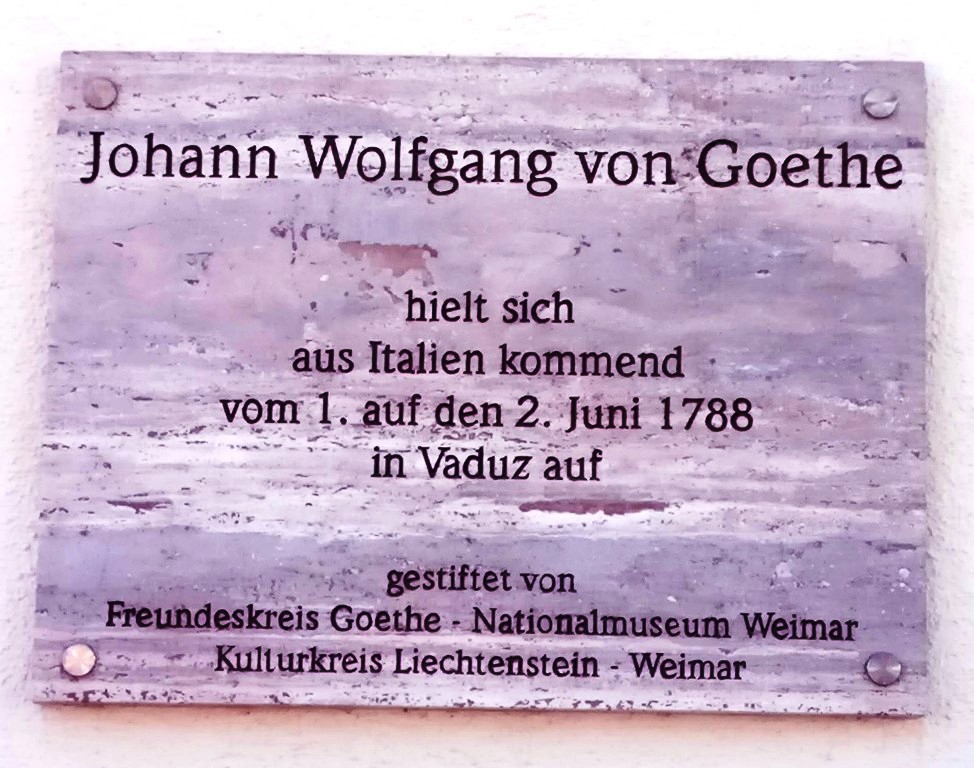 Johann Wolfgang von Goethe
hielt sich
aus Italien kommend
vom 1. auf den 2. Juni 1788
in Vaduz auf
gestiftet von
Freundeskreis Goethe - Nationalmuseum Weimar
Kulturkreis Liechtenstein - Weimar